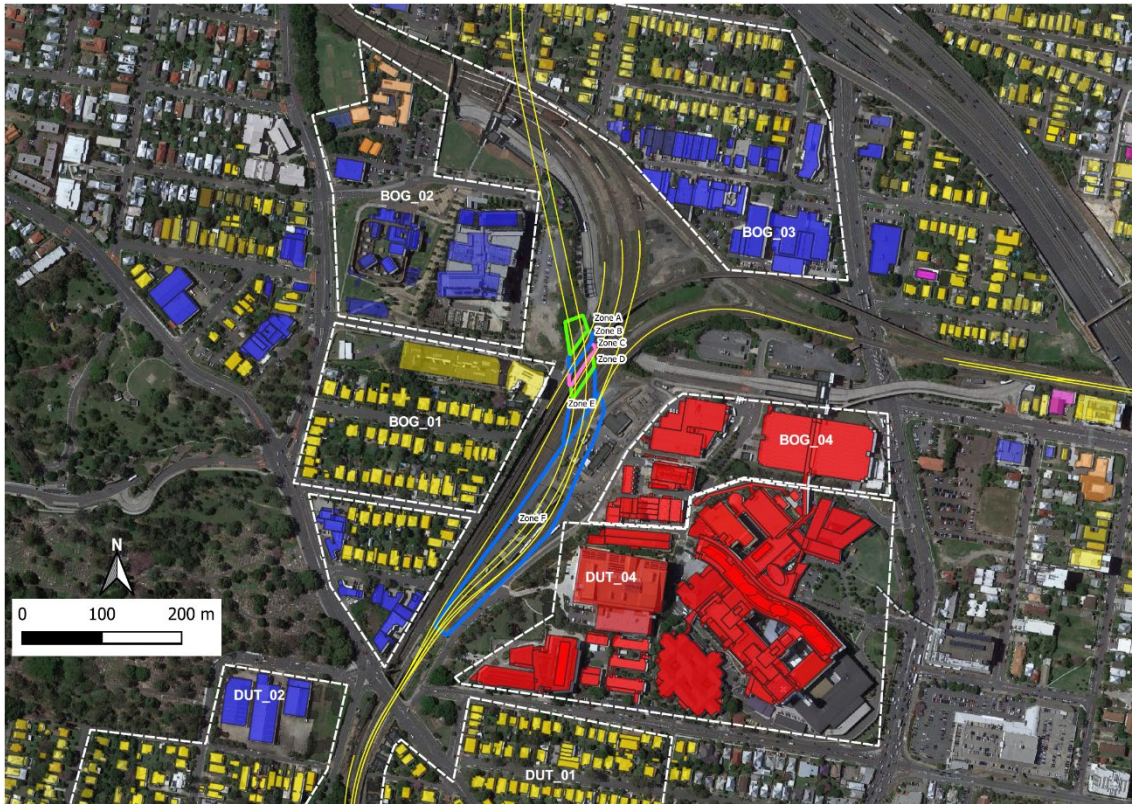 BOG_02
BOG_03
Zone A
Zone B
Zone C
Zone D
Zone E
BOG_01
BOG_04
Zone F
N
0 100 200 m
DUT_04
DUT_02
DUT_01